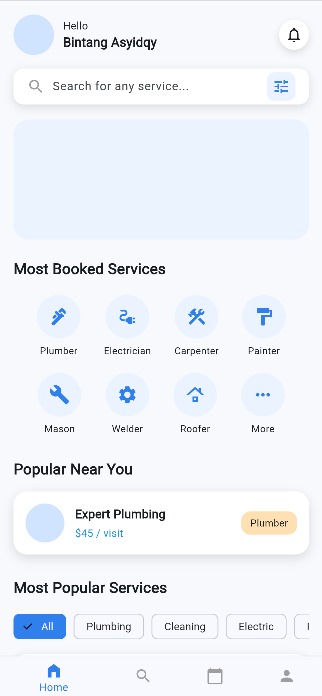 Hello
Bintang Asyidqy
Search for any service...
Most Booked Services
Plumber Electrician Carpenter Painter
Mason Welder Roofer More
Popular Near You
Expert Plumbing
$45 / visit
Plumber
Most Popular Services
All Plumbing Cleaning Electric
Home